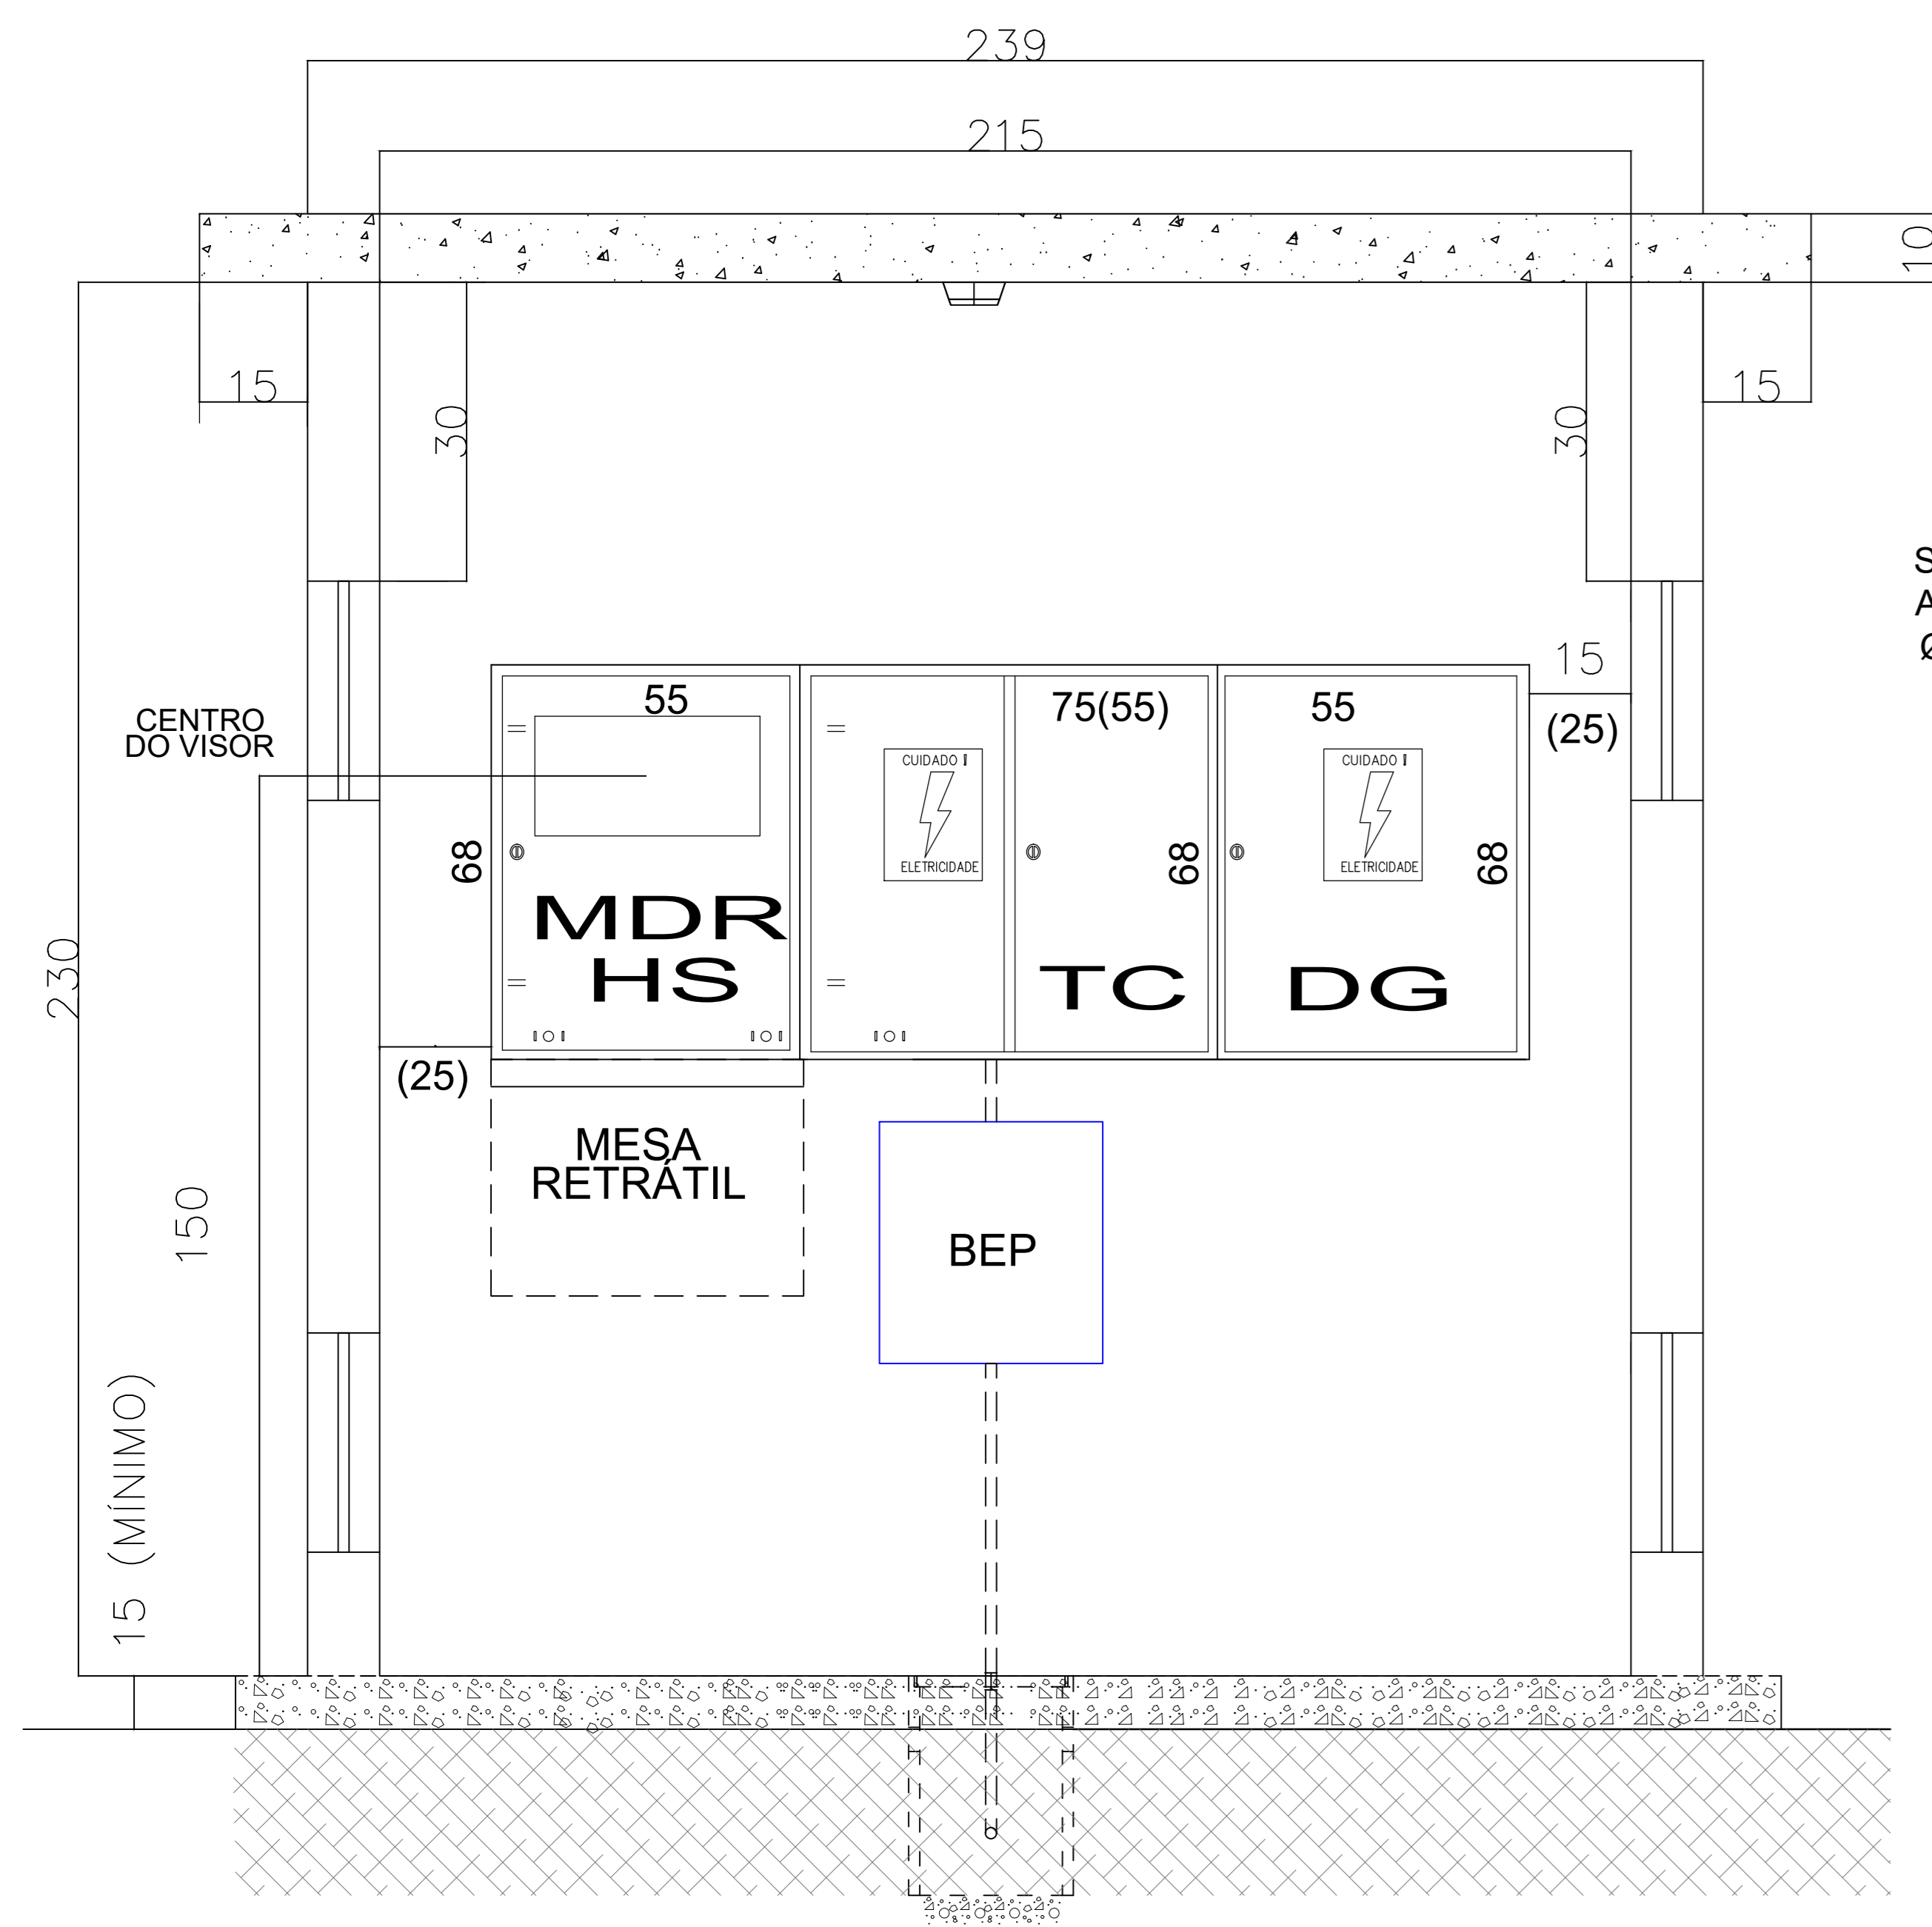 239
215
10
15
15
30
30
S
A
Ø
15
(25)
CENTRO
DO VISOR
55
75(55)
55
CUIDADO !
ELETRICIDADE
CUIDADO !
ELETRICIDADE
68
68
68
MDR
HS
TC
DG
230
(25)
MESA
RETRÁTIL
150
BEP
15 (MÍNIMO)